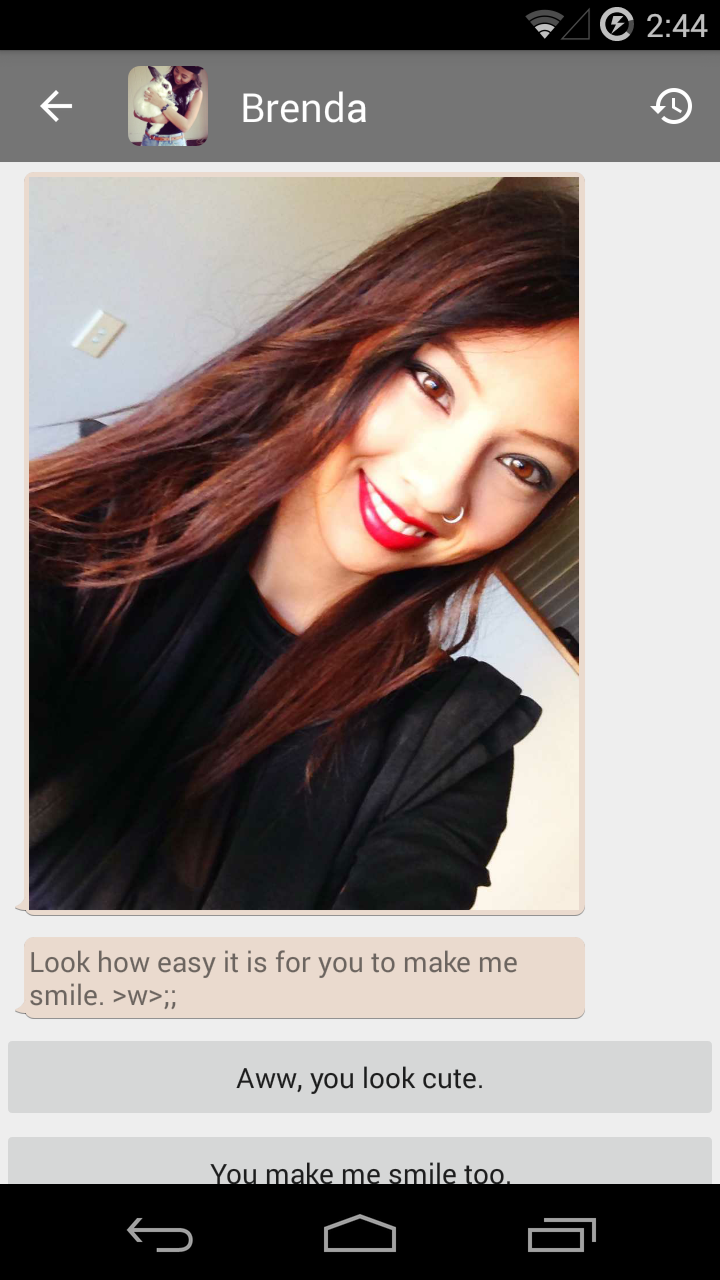 2:44
Brenda
Look how easy it is for you to make me
smile. >w>;;
Aww, you look cute.
You make me smile too.